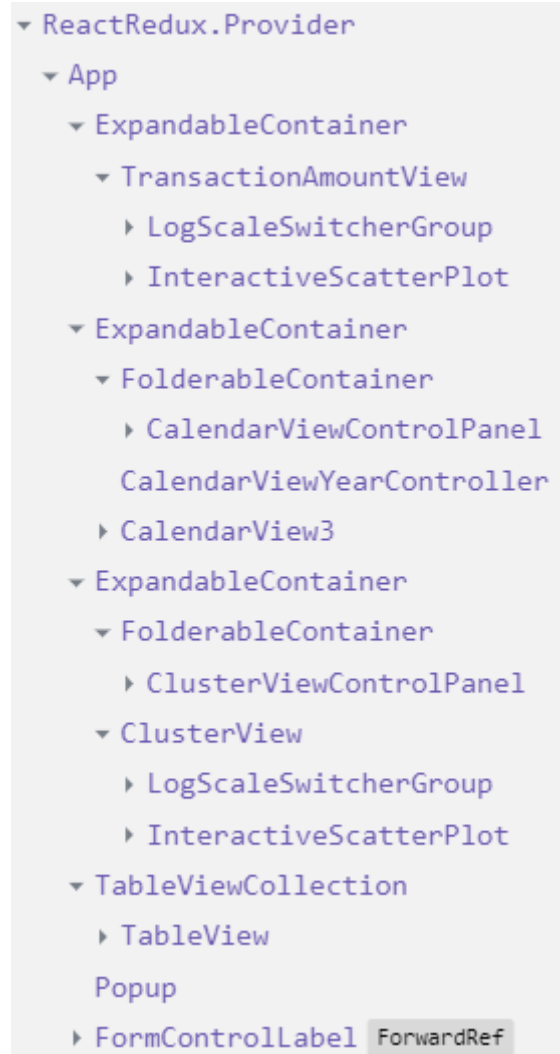 ReactRedux.Provider
App
ExpandableContainer
TransactionAmountView
LogScaleSwitcherGroup
InteractiveScatterPlot
ExpandableContainer
FolderableContainer
CalendarViewControlPanel
CalendarViewYearController
CalendarView3
ExpandableContainer
FolderableContainer
ClusterViewControlPanel
ClusterView
LogScaleSwitcherGroup
InteractiveScatterPlot
TableViewCollection
TableView
Popup
FormControlLabel ForwardRef